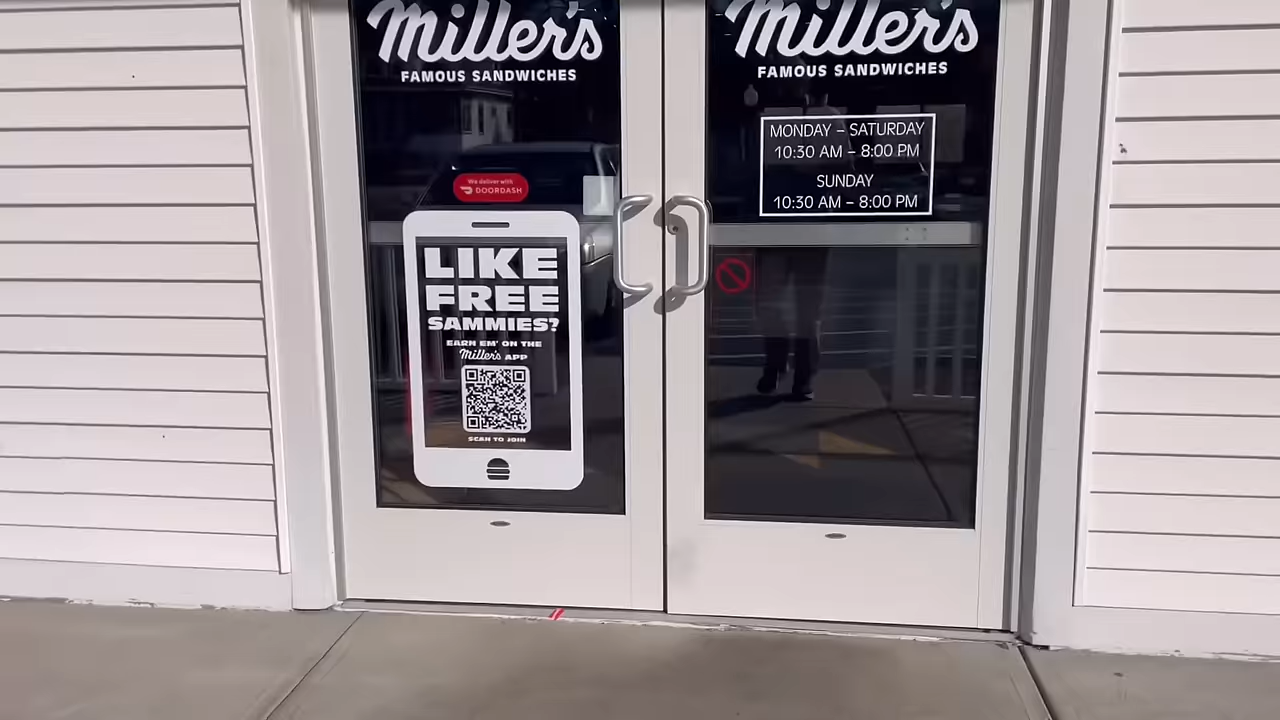 Miller's
FAMOUS SANDWICHES
We deliver with
DOORDASH
LIKE
FREE
SAMMIES?
EARN EM' ON THE
Miller's APP
SCAN TO JOIN
Miller's
FAMOUS SANDWICHES
MONDAY – SATURDAY
10:30 AM – 8:00 PM
SUNDAY
10:30 AM – 8:00 PM